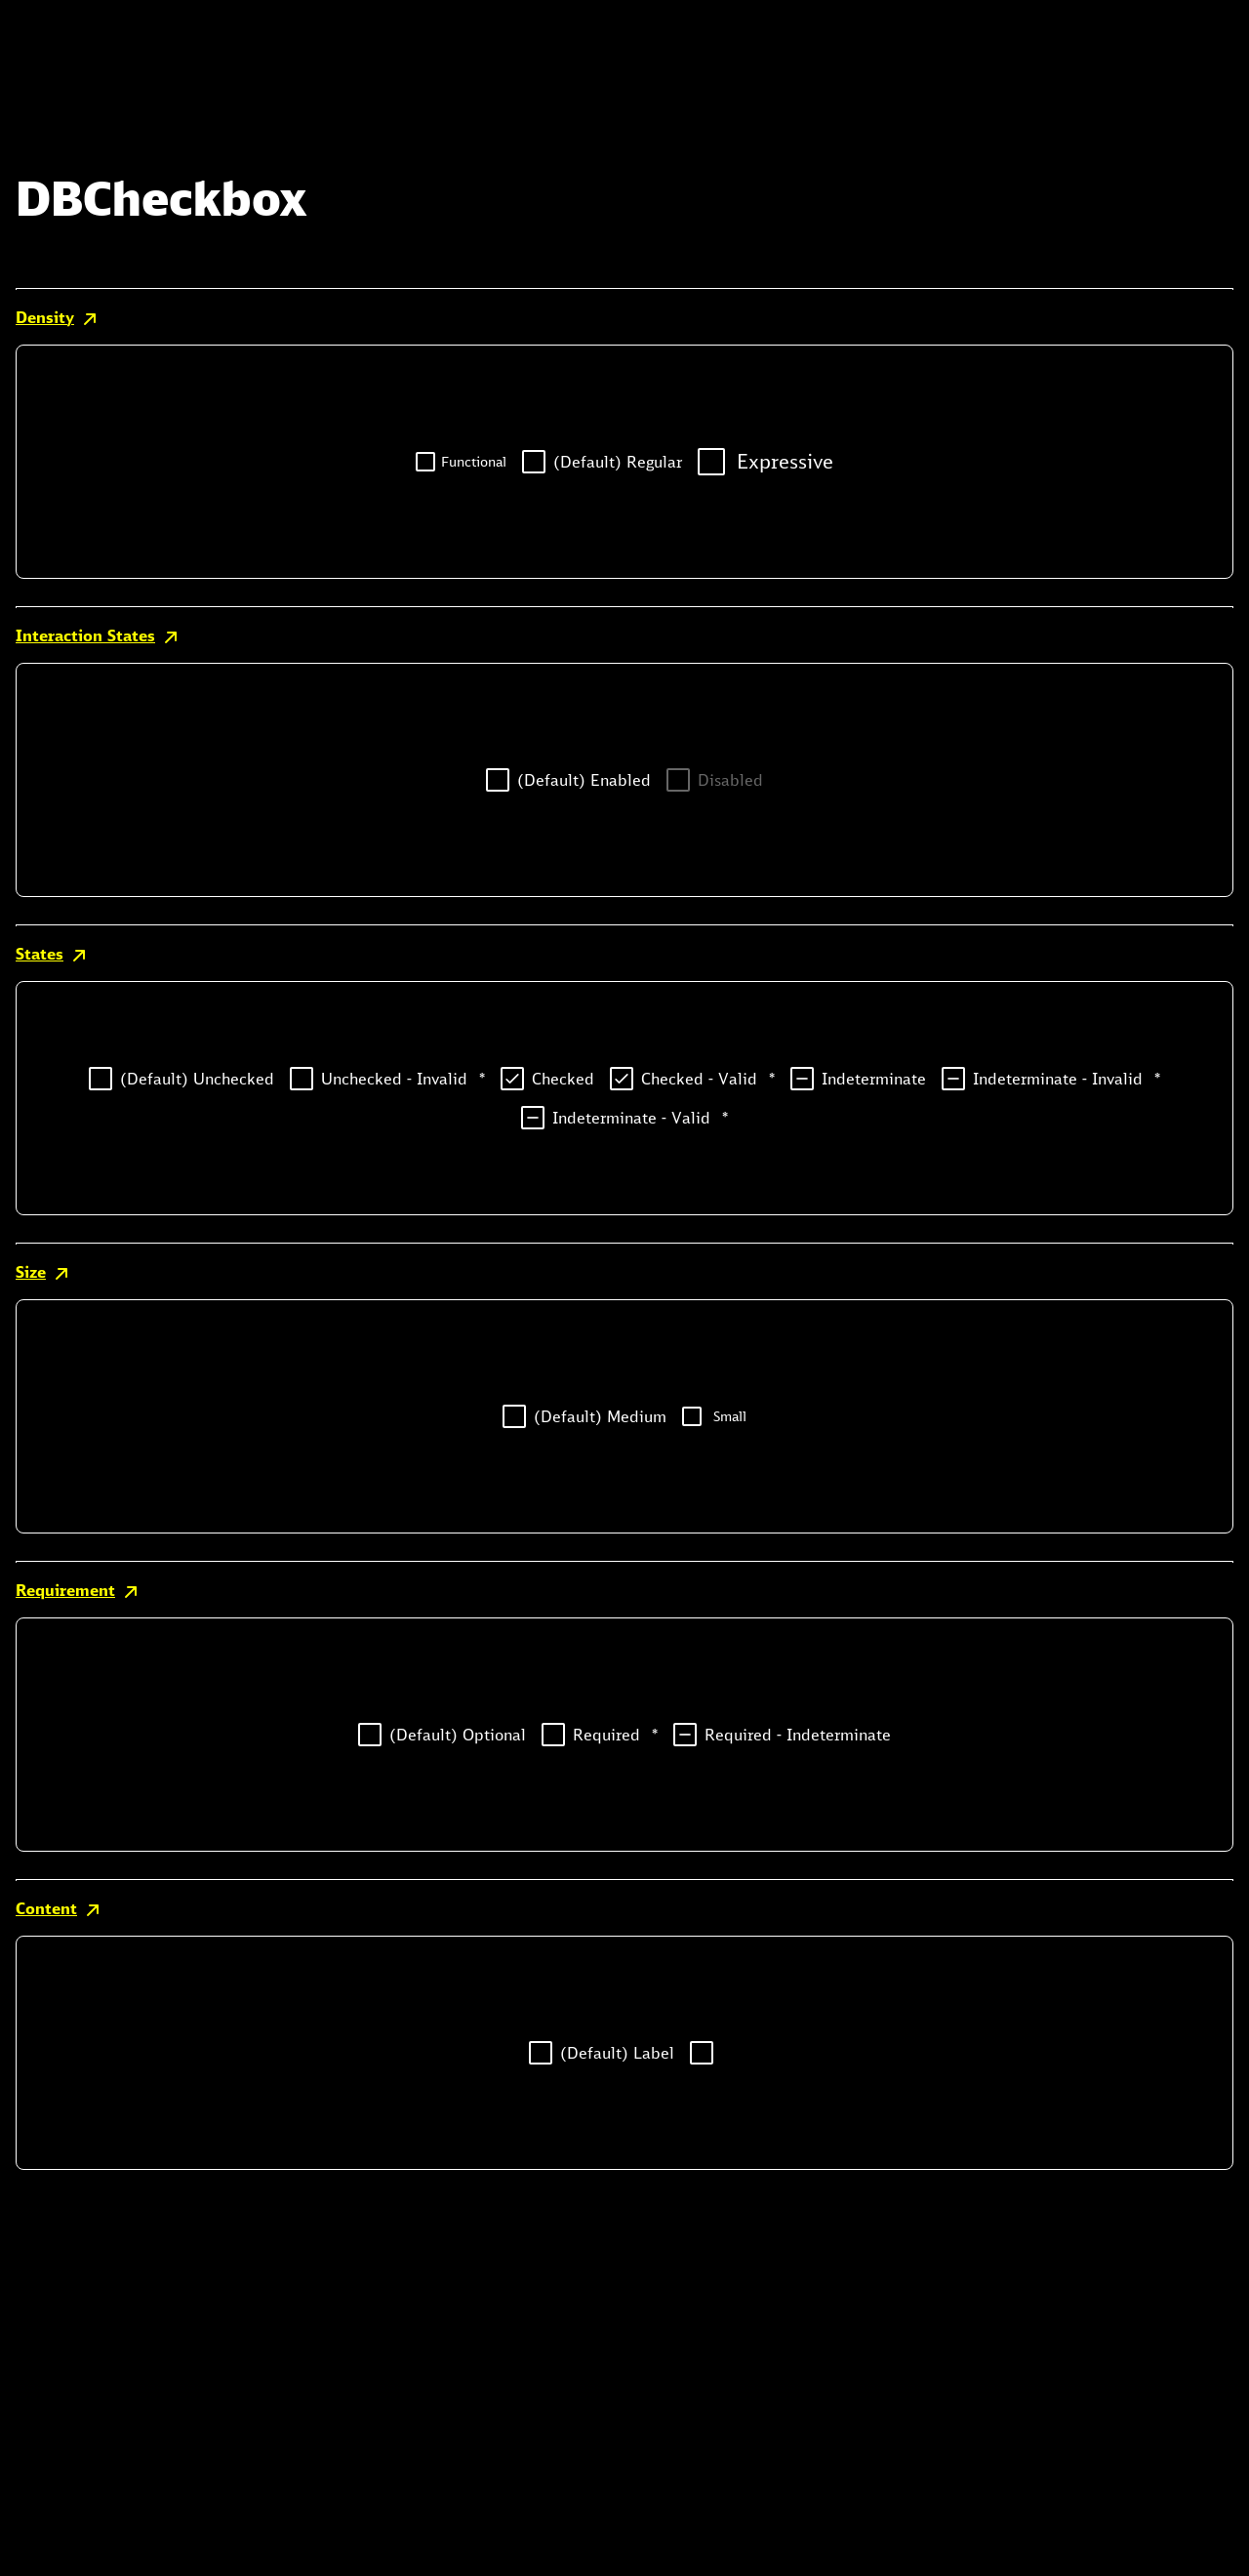 DBCheckbox
Density
Functional (Default) Regular Expressive
Interaction States
(Default) Enabled Disabled
States
(Default) Unchecked Unchecked - Invalid * Checked Checked - Valid * Indeterminate Indeterminate - Invalid *
Indeterminate - Valid *
Size
(Default) Medium Small
Requirement
(Default) Optional Required * Required - Indeterminate
Content
(Default) Label